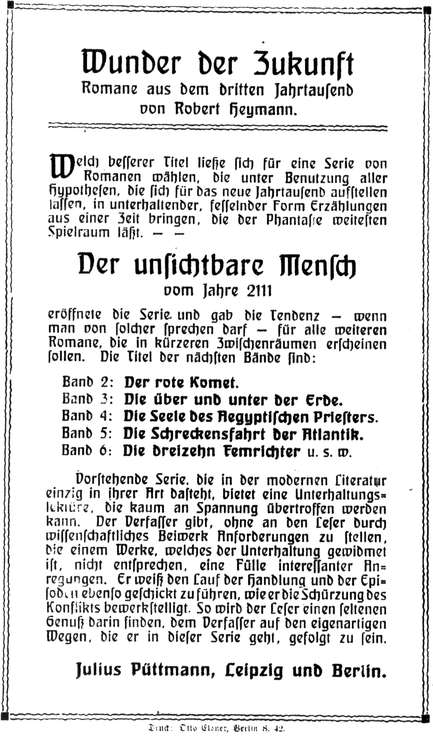 Wunder der Zukunft
Romane aus dem dritten Jahrtausend
von Robert Heymann.
Welch besserer Titel ließe sich für eine Serie von
Romanen wählen, die unter Benutzung aller
Hypothesen, die sich für das neue Jahrtausend aufstellen
lassen, in unterhaltender, fesselnder Form Erzählungen
aus einer Zeit bringen, die der Phantasie weitesten
Spielraum läßt. — —
Der unsichtbare Mensch
vom Jahre 2111
eröffnete die Serie und gab die Tendenz — wenn
man von solcher sprechen darf — für alle weiteren
Romane, die in kürzeren Zwischenräumen erscheinen
sollen. Die Titel der nächsten Bände sind:
Band 2: Der rote Komet.
Band 3: Die über und unter der Erde.
Band 4: Die Seele des Aegyptischen Priesters.
Band 5: Die Schreckensfahrt der Atlantik.
Band 6: Die dreizehn Femrichter u. s. w.
Vorstehende Serie, die in der modernen Literatur
einzig in ihrer Art basteht, bietet eine Unterhaltungs-
lektüre, die kaum an Spannung übertroffen werden
kann. Der Verfasser gibt, ohne an den Leser durch
wissenschaftliches Beiwerk Anforderungen zu stellen,
die einem Werke, welches der Unterhaltung gewidmet
ist, nicht entsprechen, eine Fülle interessanter An-
regungen. Er weiß den Lauf der Handlung und der Epi-
soden ebenso geschickt zu führen, wie er die Schürzung des
Konflikts bewerkstelligt. So wird der Leser einen seltenen
Genuß darin finden, dem Verfasser auf den eigenartigen
Wegen, die er in dieser Serie geht, gefolgt zu sein.
Julius Püttmann, Leipzig und Berlin.
Druck: Otto Elsner, Berlin S. 42.